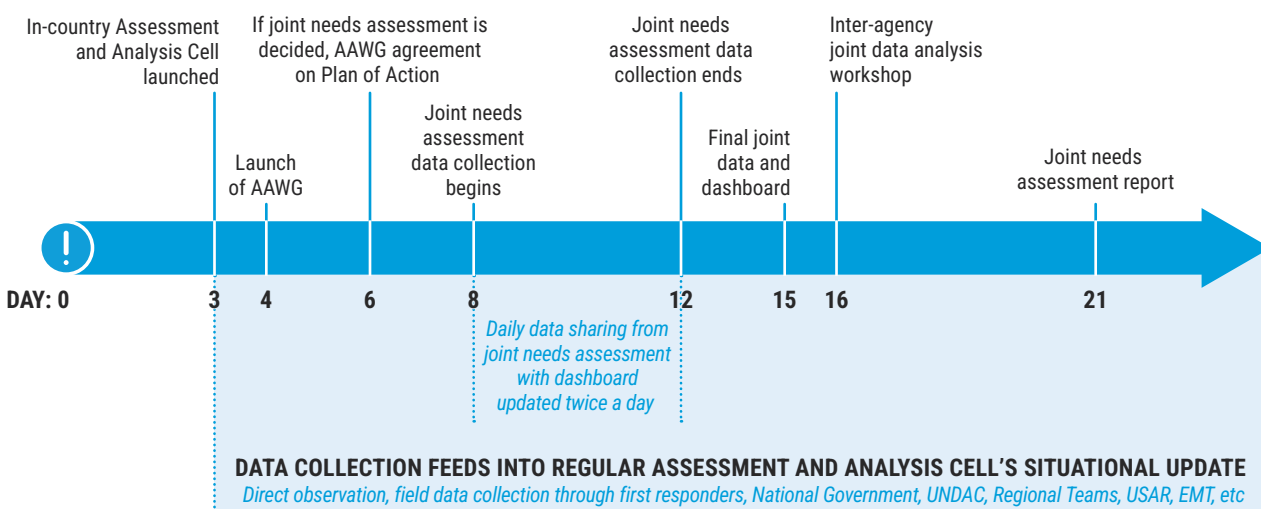 In-country Assessment
and Analysis Cell
launched
If joint needs assessment is
decided, AAWG agreement
on Plan of Action
Joint needs
assessment data
collection ends
Inter-agency
joint data analysis
workshop
Launch
of AAWG
Joint needs
assessment
data collection
begins
Final joint
data and
dashboard
Joint needs
assessment report
!
DAY: 0 3 4 6 8 12 15 16 21
Daily data sharing from
joint needs assessment
with dashboard
updated twice a day
DATA COLLECTION FEEDS INTO REGULAR ASSESSMENT AND ANALYSIS CELL'S SITUATIONAL UPDATE
Direct observation, field data collection through first responders, National Government, UNDAC, Regional Teams, USAR, EMT, etc